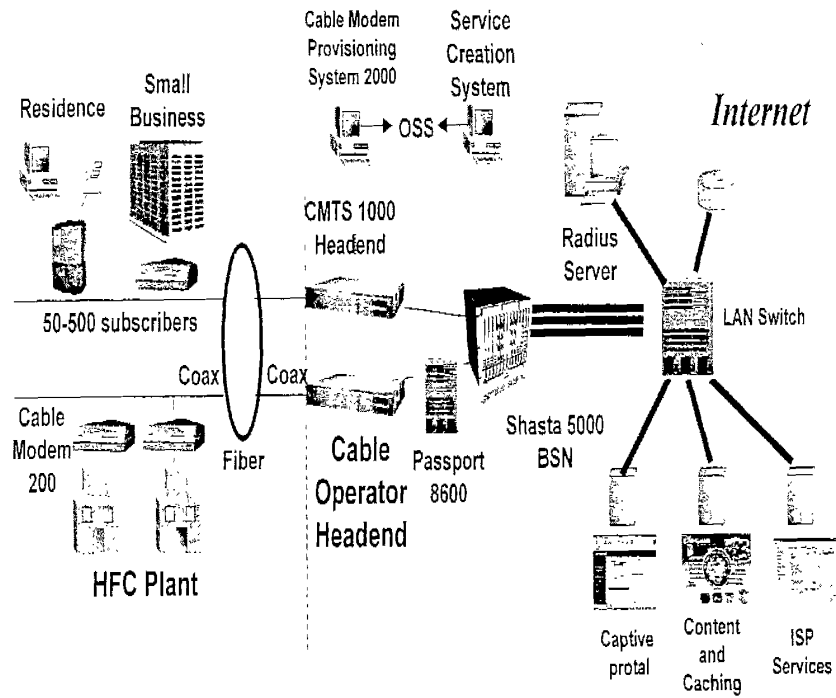 Cable Modem
Provisioning
System 2000
Service
Creation
System
Residence
Small
Business
OSS
Internet
CMTS 1000
Headend
Radius
Server
50-500 subscribers
LAN Switch
Coax
Coax
Cable
Modem
200
Fiber
Cable
Operator
Headend
Passport
8600
Shasta 5000
BSN
HFC Plant
Captive
protal
Content
and
Caching
ISP
Services